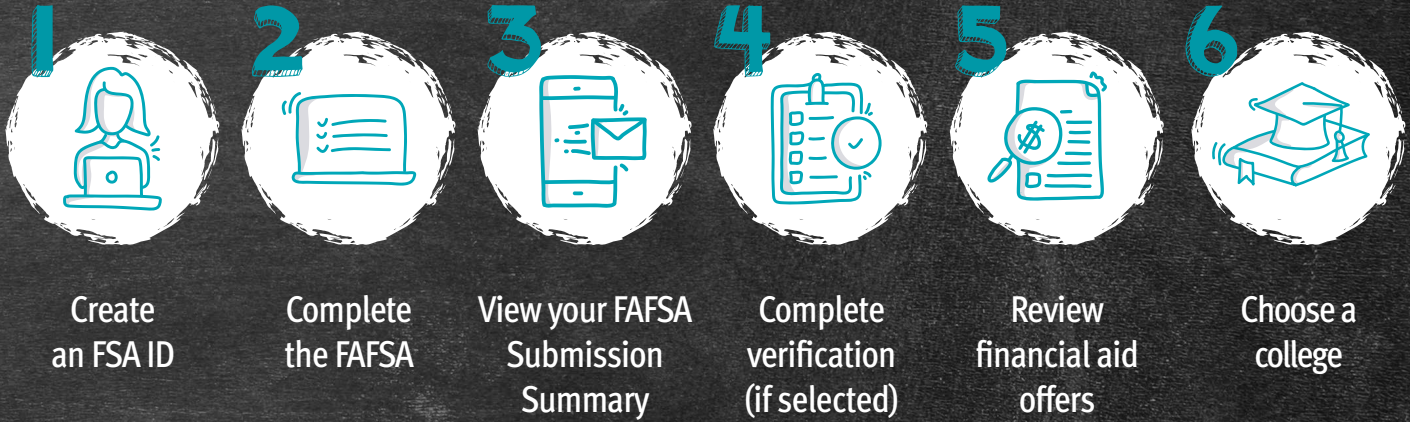 1
Create
an FSA ID
2
Complete
the FAFSA
3
View your FAFSA
Submission
Summary
4
Complete
verification
(if selected)
5
Review
financial aid
offers
$
6
Choose a
college